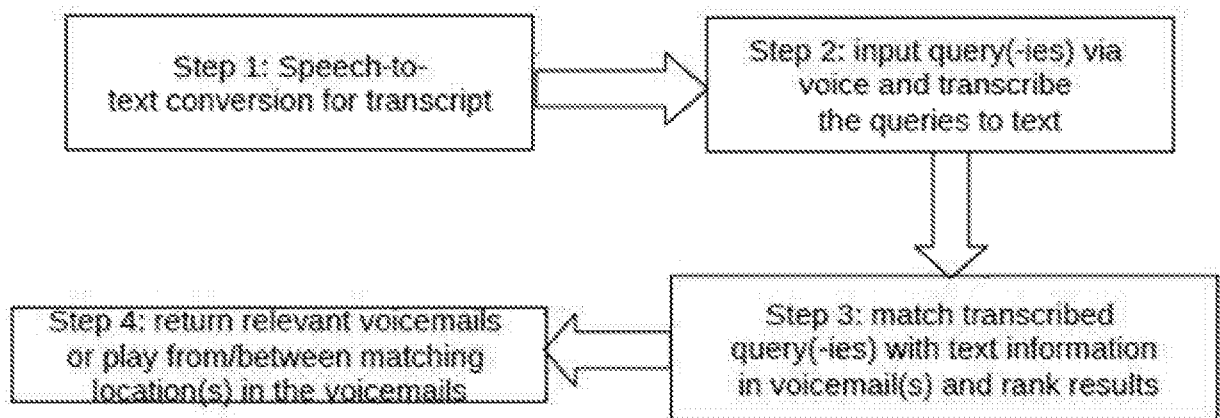 Step 1: Speech-to-
text conversion for transcript
Step 2: input query(-ies) via
voice and transcribe
the queries to text
Step 3: match transcribed
query(-ies) with text information
in voicemail(s) and rank results
Step 4: return relevant voicemails
or play from/between matching
location(s) in the voicemails